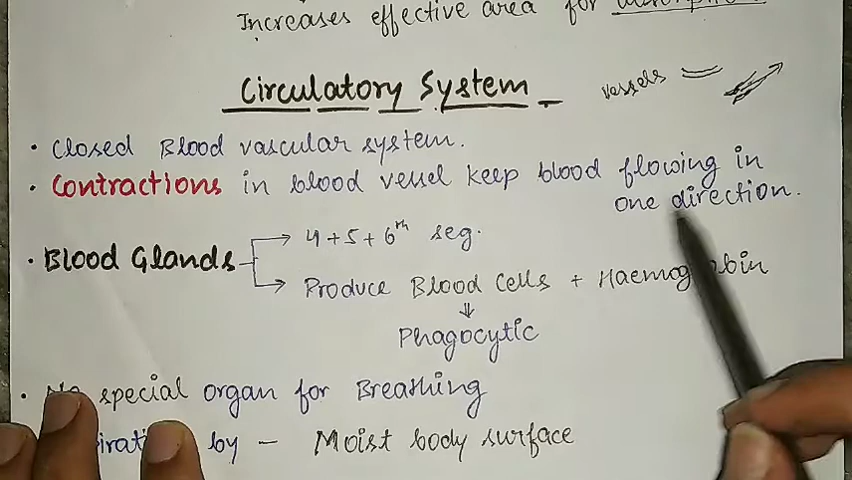 Increases effective area for
Circulatory System
vessels
• Closed Blood vascular system.
• Contractions in blood vessel keep blood flowing in
one direction.
• Blood Glands → 4+5+6th seg.
→ Produce Blood Cells + Haemoglobin
⇓
Phagocytic
• No special organ for Breathing
by – Moist body surface